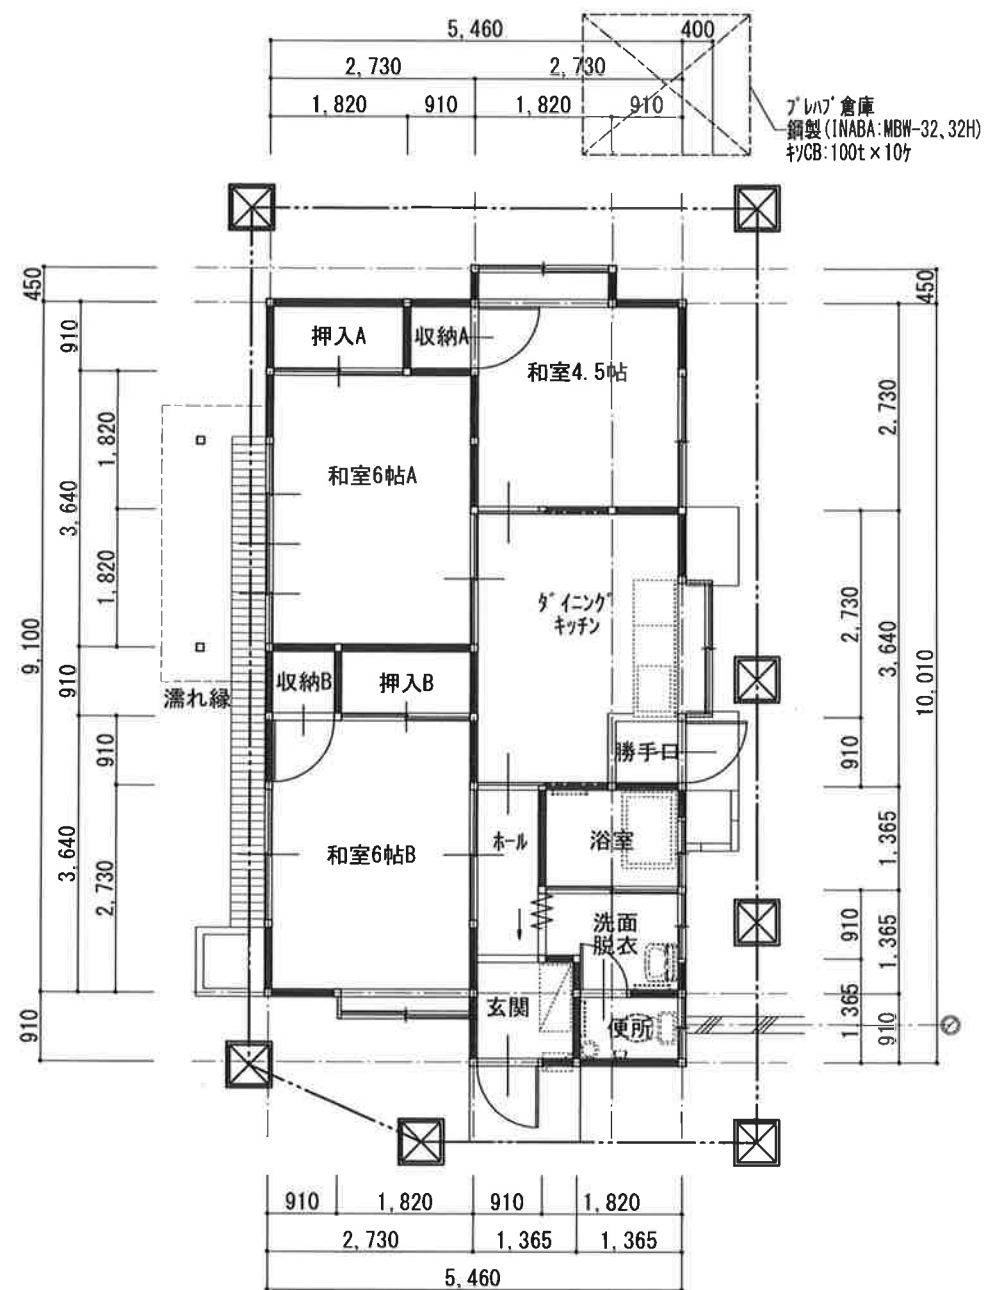 5,460
400
2,730
2,730
1,820
910
1,820
910
ﾌﾟﾚﾊﾌﾞ倉庫
鋼製(INABA:MBW-32､32H)
ｷｿCB:100t×10ｹ
450
910
1,820
3,640
1,820
9,100
910
910
3,640
2,730
910
押入A
収納A
和室4.5帖
和室6帖A
ﾀﾞｲﾆﾝｸﾞ
ｷｯﾁﾝ
収納B
押入B
濡れ縁
勝手口
和室6帖B
ﾎｰﾙ
浴室
洗面
脱衣
玄関
便所
450
2,730
2,730
3,640
10,010
910
1,365
910
1,365
1,365
910
910
1,820
910
1,820
2,730
1,365
1,365
5,460